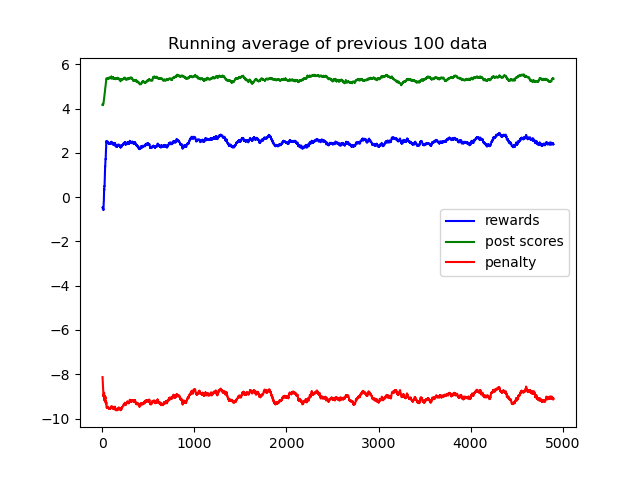 Running average of previous 100 data
6
4
2
0
−2
−4
−6
−8
−10
rewards
post scores
penalty
0 1000 2000 3000 4000 5000